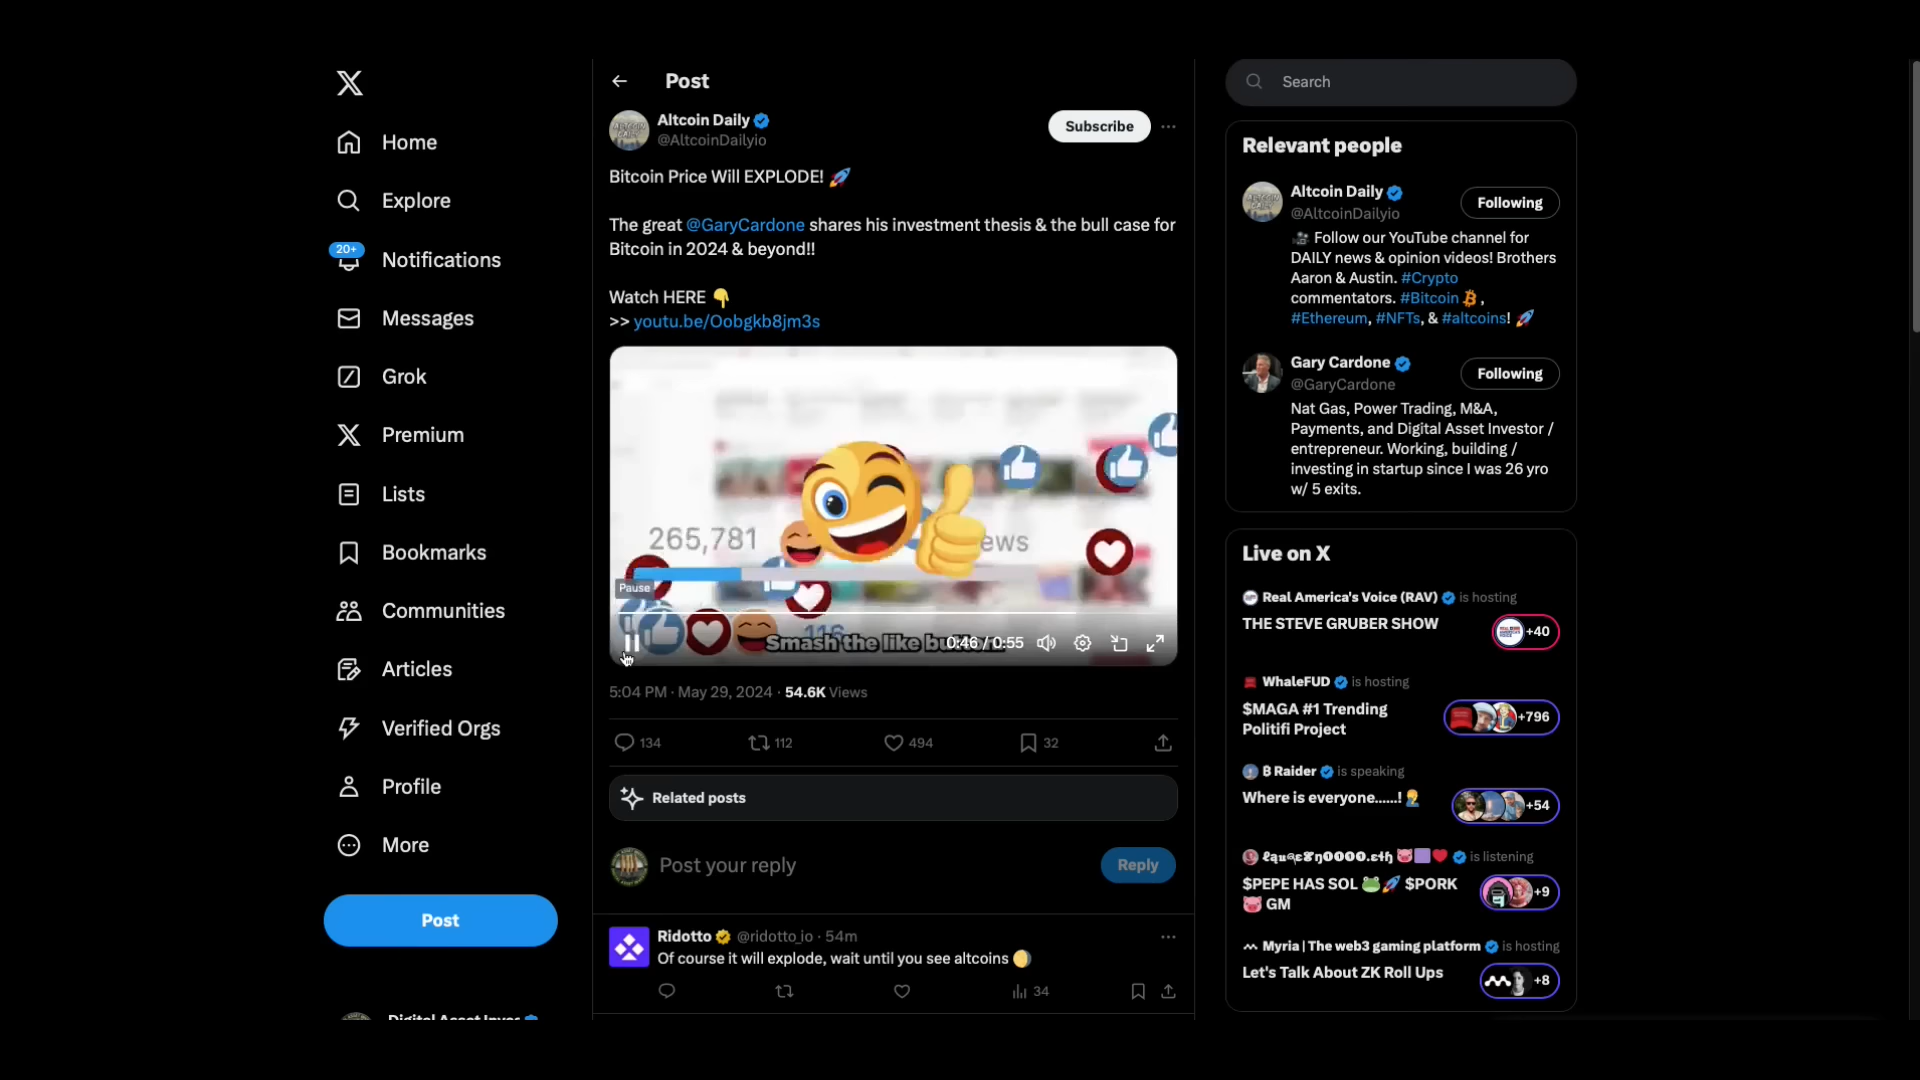 Home
Explore
20+
Notifications
Messages
Grok
Premium
Lists
Bookmarks
Communities
Articles
Verified Orgs
Profile
More
Post
Post
Altcoin Daily
@AltcoinDailyio
Subscribe
Bitcoin Price Will EXPLODE! 🚀
The great @GaryCardone shares his investment thesis & the bull case for
Bitcoin in 2024 & beyond!!
Watch HERE 👇
>> youtu.be/Oobgkb8jm3s
265,781
Pause
Smash the like
0:46 / 0:55
5:04 PM · May 29, 2024 · 54.6K Views
134 112 494 32
Related posts
Post your reply
Reply
Ridotto @ridotto_io · 54m
Of course it will explode, wait until you see altcoins 🌖
34
Search
Relevant people
Altcoin Daily
@AltcoinDailyio
Following
🎥 Follow our YouTube channel for
DAILY news & opinion videos! Brothers
Aaron & Austin. #Crypto
commentators. #Bitcoin ,
#Ethereum, #NFTs, & #altcoins! 🚀
Gary Cardone
@GaryCardone
Following
Nat Gas, Power Trading, M&A,
Payments, and Digital Asset Investor /
entrepreneur. Working, building /
investing in startup since I was 26 yro
w/ 5 exits.
Live on X
Real America's Voice (RAV) is hosting
THE STEVE GRUBER SHOW
+40
WhaleFUD is hosting
$MAGA #1 Trending
Politifi Project
+796
₿ Raider is speaking
Where is everyone......! 🤦‍♂️
+54
is listening
$PEPE HAS SOL 🐸🚀 $PORK
🐷 GM
+9
Myria | The web3 gaming platform is hosting
Let's Talk About ZK Roll Ups
+8